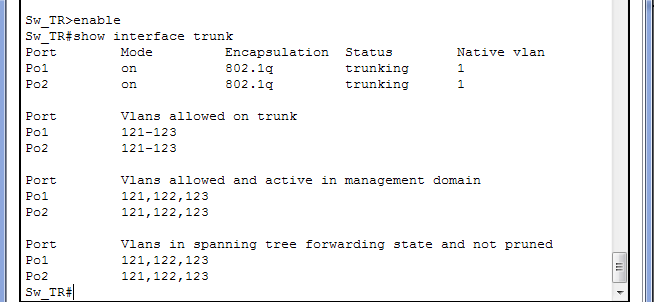 Sw_TR>enable
Sw_TR#show interface trunk
Port        Mode         Encapsulation  Status        Native vlan
Po1         on           802.1q         trunking      1
Po2         on           802.1q         trunking      1

Port        Vlans allowed on trunk
Po1         121-123
Po2         121-123

Port        Vlans allowed and active in management domain
Po1         121,122,123
Po2         121,122,123

Port        Vlans in spanning tree forwarding state and not pruned
Po1         121,122,123
Po2         121,122,123
Sw_TR#